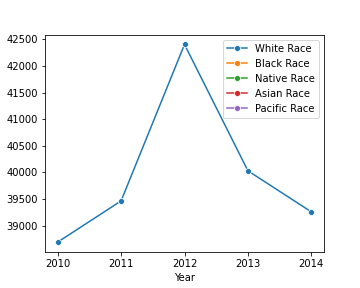 42500
42000
41500
41000
40500
40000
39500
39000
White Race
Black Race
Native Race
Asian Race
Pacific Race
2010 2011 2012 2013 2014
Year